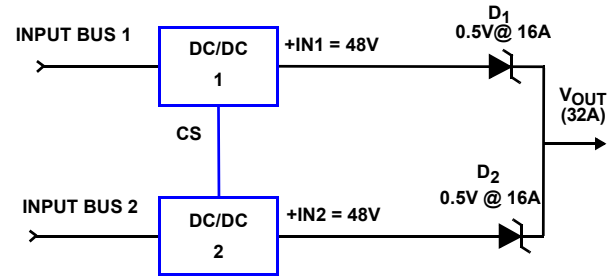 INPUT BUS 1
DC/DC
1
+IN1 = 48V
D1
0.5V@ 16A
VOUT
(32A)
CS
INPUT BUS 2
DC/DC
2
+IN2 = 48V
D2
0.5V @ 16A